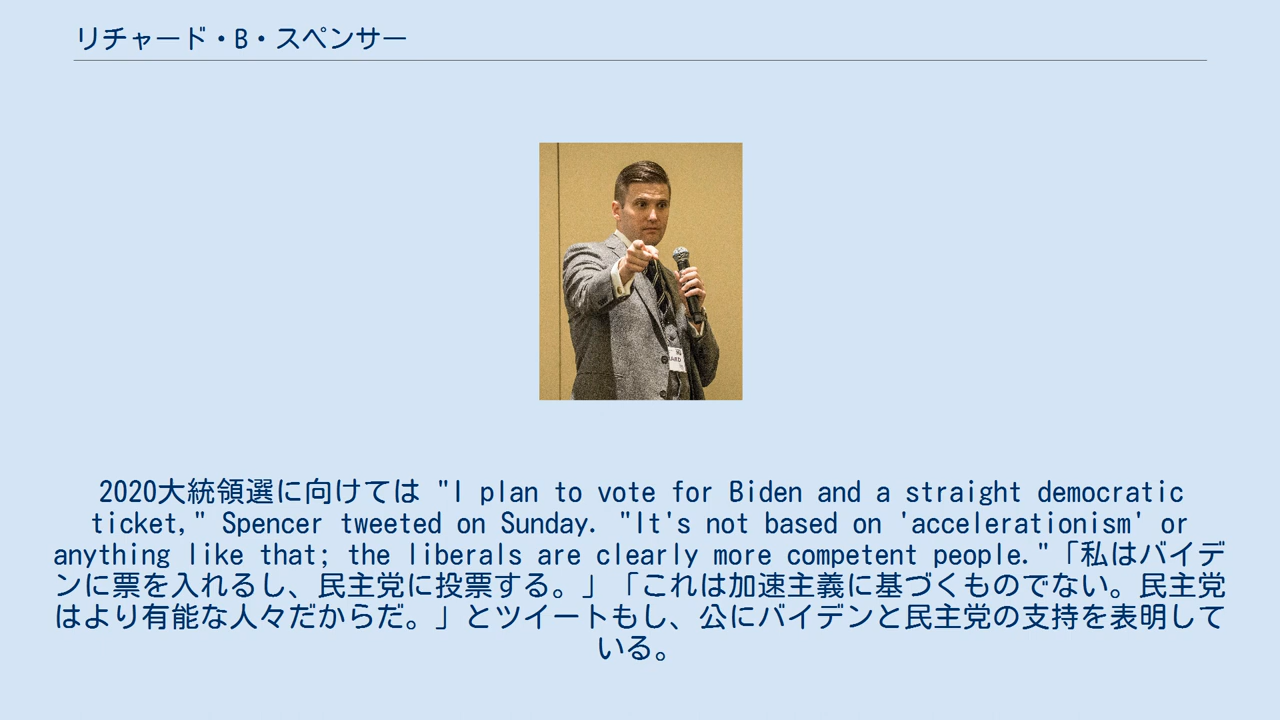 リチャード・B・スペンサー
2020大統領選に向けては "I plan to vote for Biden and a straight democratic
ticket," Spencer tweeted on Sunday. "It's not based on 'accelerationism' or
anything like that; the liberals are clearly more competent people."「私はバイデ
ンに票を入れるし、民主党に投票する。」「これは加速主義に基づくものでない。民主党
はより有能な人々だからだ。」とツイートもし、公にバイデンと民主党の支持を表明して
いる。